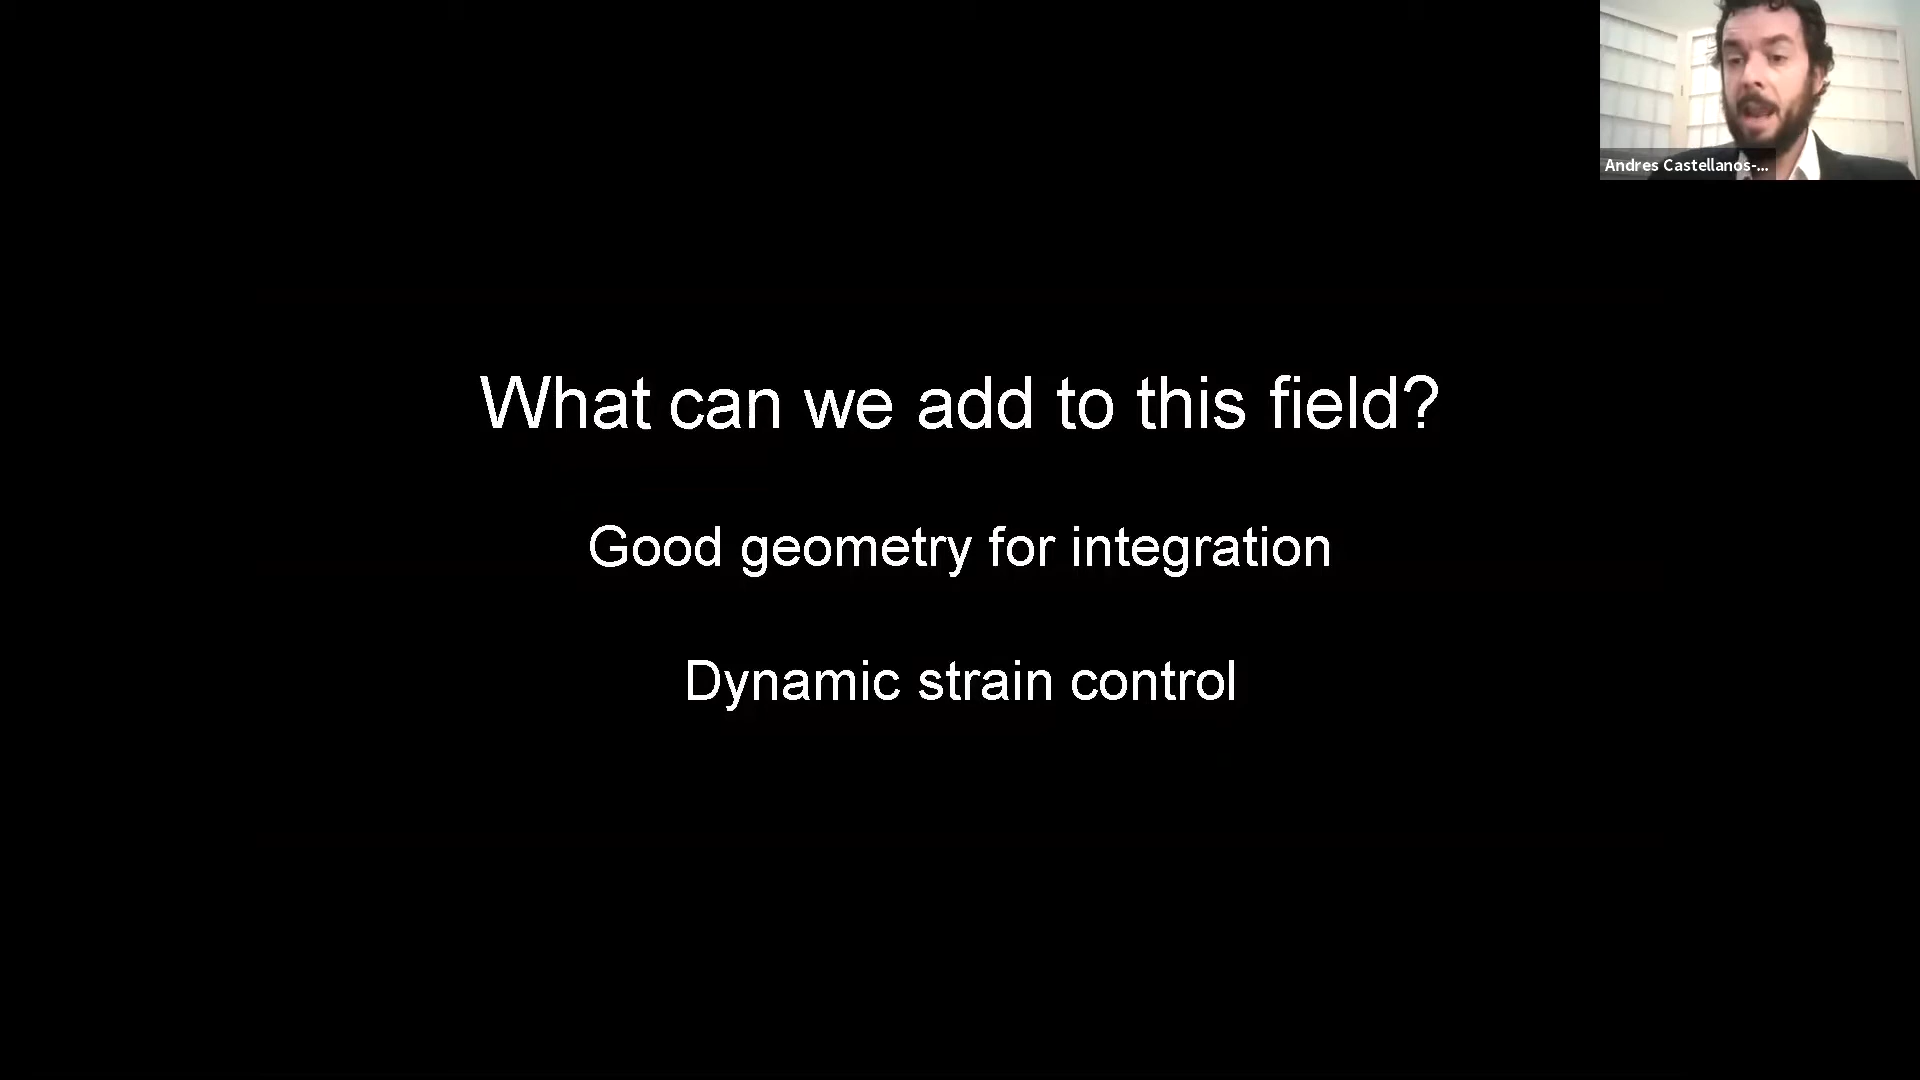 Andres Castellanos-...
What can we add to this field?
Good geometry for integration
Dynamic strain control